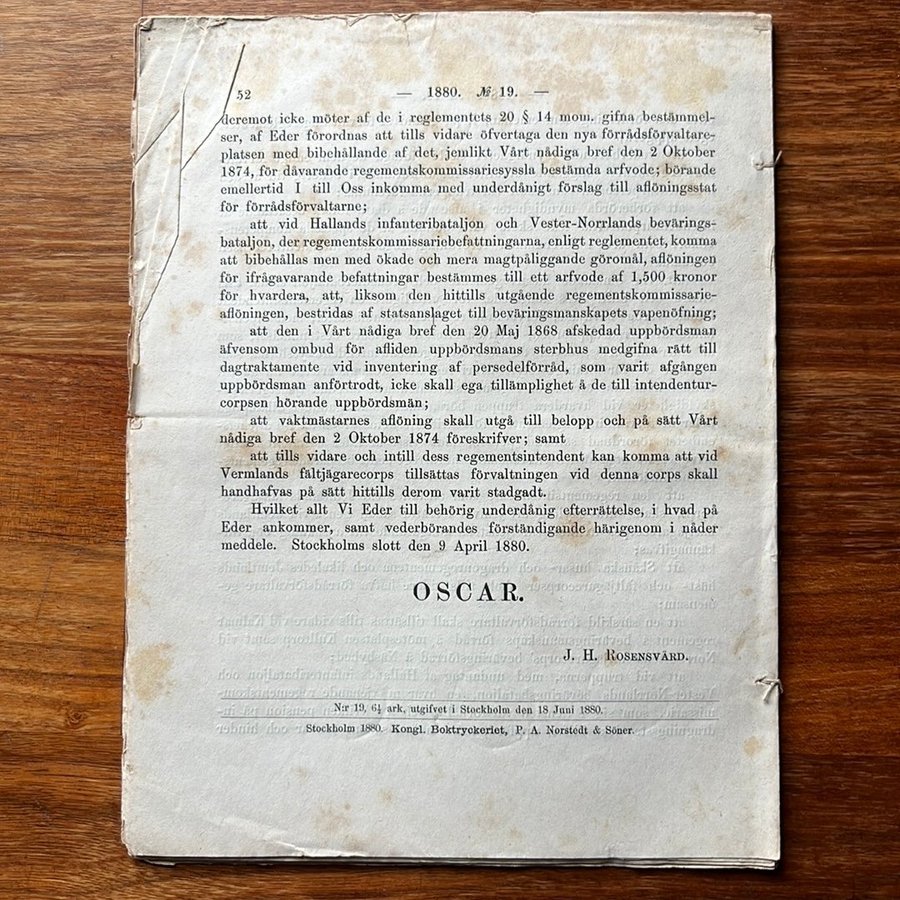 52
— 1880. № 19. —
deremot icke möter af de i reglementets 20 § 14 mom. gifna bestämmel-
ser, af Eder förordnas att tills vidare öfvertaga den nya förrådsförvaltare-
platsen med bibehållande af det, jemlikt Vårt nådiga bref den 2 Oktober
1874, för dåvarande regementskommissariesyssla bestämda arfvode; börande
emellertid I till Oss inkomma med underdånigt förslag till aflöningsstat
för förrådsförvaltarne;
att vid Hallands infanteribataljon och Vester-Norrlands bevärings-
bataljon, der regementskommissariebefattningarna, enligt reglementet, komma
att bibehållas men med ökade och mera magtpåliggande göromål, aflöningen
för ifrågavarande befattningar bestämmes till ett arfvode af 1,500 kronor
för hvardera, att, liksom den hittills utgående regementskommissarie-
aflöningen, bestridas af statsanslaget till beväringsmanskapets vapenöfning;
att den i Vårt nådiga bref den 20 Maj 1868 afskedad uppbördsman
äfvensom ombud för afliden uppbördsmans sterbhus medgifna rätt till
dagtraktamente vid inventering af persedelförråd, som varit afgången
uppbördsman anförtrodt, icke skall ega tillämplighet å de till intendentur-
corpsen hörande uppbördsmän;
att vaktmästarnes aflöning skall utgå till belopp och på sätt Vårt
nådiga bref den 2 Oktober 1874 föreskrifver; samt
att tills vidare och intill dess regementsintendent kan komma att vid
Vermlands fältjägarecorps tillsättas förvaltningen vid denna corps skall
handhafvas på sätt hittills derom varit stadgadt.
Hvilket allt Vi Eder till behörig underdånig efterrättelse, i hvad på
Eder ankommer, samt vederbörandes förständigande härigenom i nåder
meddele. Stockholms slott den 9 April 1880.
OSCAR.
J. H. ROSENSVÄRD.
N:r 19, 6½ ark, utgifvet i Stockholm den 18 Juni 1880.
Stockholm 1880. Kongl. Boktryckeriet, P. A. Norstedt & Söner.